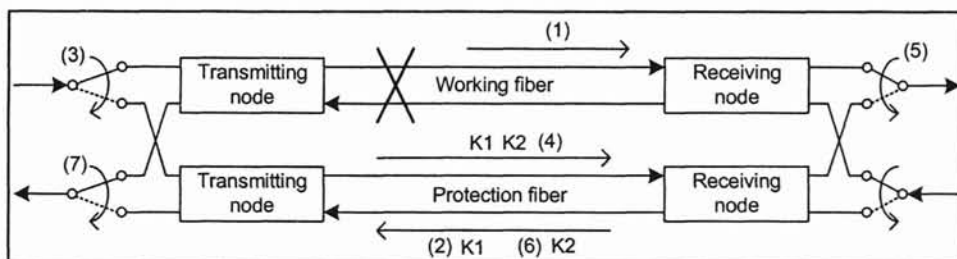 (1)
(3)
(5)
Transmitting node
Working fiber
Receiving node
K1 K2 (4)
(7)
Transmitting node
Protection fiber
Receiving node
(2) K1 (6) K2